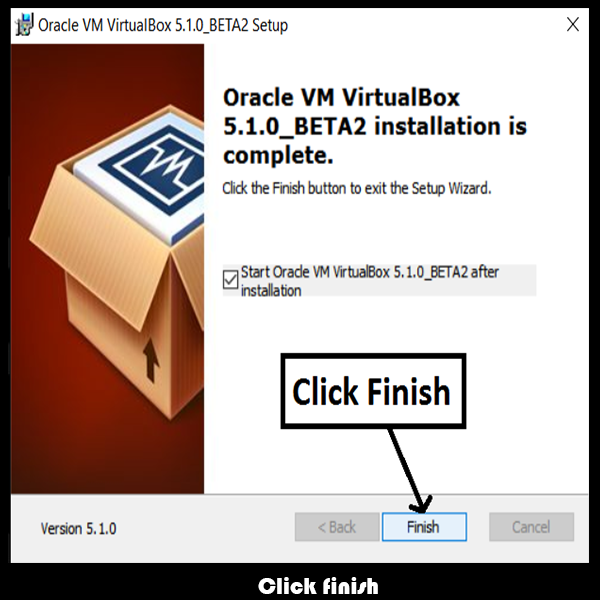 Oracle VM VirtualBox 5.1.0_BETA2 Setup
Oracle VM VirtualBox
5.1.0_BETA2 installation is
complete.
Click the Finish button to exit the Setup Wizard.
Start Oracle VM VirtualBox 5.1.0_BETA2 after
installation
Click Finish
Version 5.1.0
< Back
Finish
Cancel
Click finish